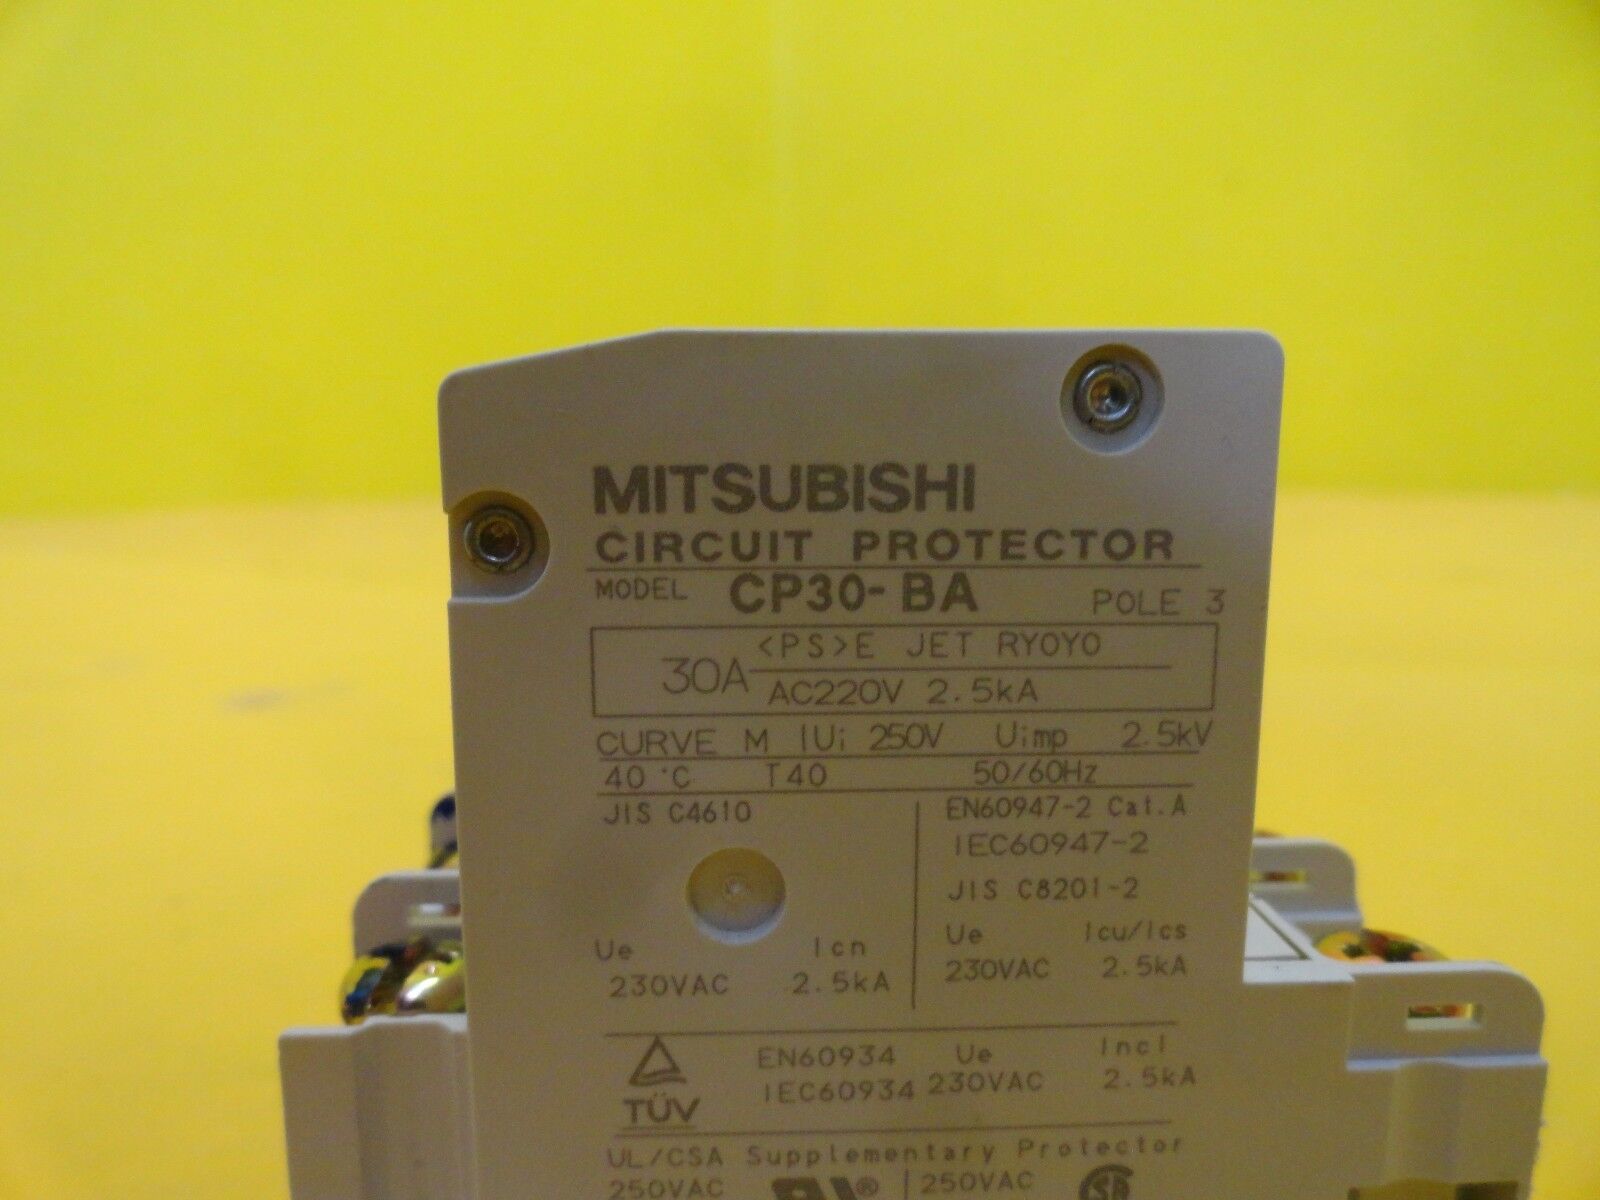 MITSUBISHI
CIRCUIT PROTECTOR
MODEL CP30-BA POLE 3
30A <PS>E JET RYOYO
AC220V 2.5kA
CURVE M IUi 250V Uimp 2.5kV
40°C T40 50/60Hz
JIS C4610
EN60947-2 Cat.A
IEC60947-2
JIS C8201-2
Ue Icn
230VAC 2.5kA
Ue Icu/Ics
230VAC 2.5kA
TÜV
EN60934 Ue Incl
IEC60934 230VAC 2.5kA
UL/CSA Supplementary Protector
250VAC
250VAC